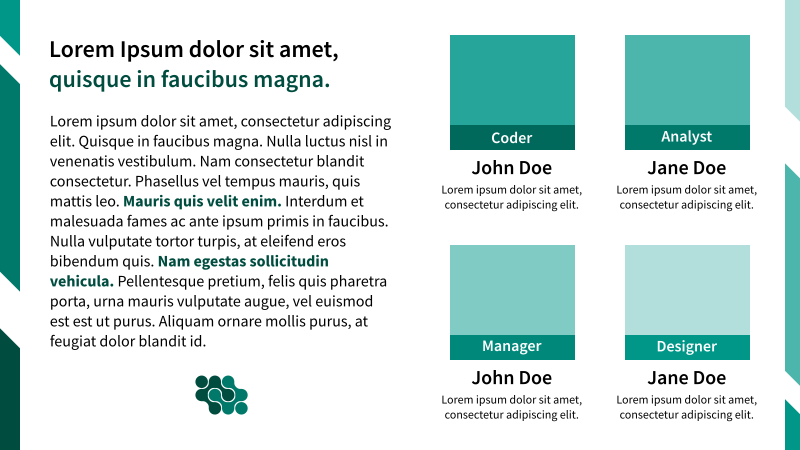 Lorem Ipsum dolor sit amet,
quisque in faucibus magna.
Lorem ipsum dolor sit amet, consectetur adipiscing
elit. Quisque in faucibus magna. Nulla luctus nisl in
venenatis vestibulum. Nam consectetur blandit
consectetur. Phasellus vel tempus mauris, quis
mattis leo. Mauris quis velit enim. Interdum et
malesuada fames ac ante ipsum primis in faucibus.
Nulla vulputate tortor turpis, at eleifend eros
bibendum quis. Nam egestas sollicitudin
vehicula. Pellentesque pretium, felis quis pharetra
porta, urna mauris vulputate augue, vel euismod
est est ut purus. Aliquam ornare mollis purus, at
feugiat dolor blandit id.
Coder
John Doe
Lorem ipsum dolor sit amet,
consectetur adipiscing elit.
Analyst
Jane Doe
Lorem ipsum dolor sit amet,
consectetur adipiscing elit.
Manager
John Doe
Lorem ipsum dolor sit amet,
consectetur adipiscing elit.
Designer
Jane Doe
Lorem ipsum dolor sit amet,
consectetur adipiscing elit.